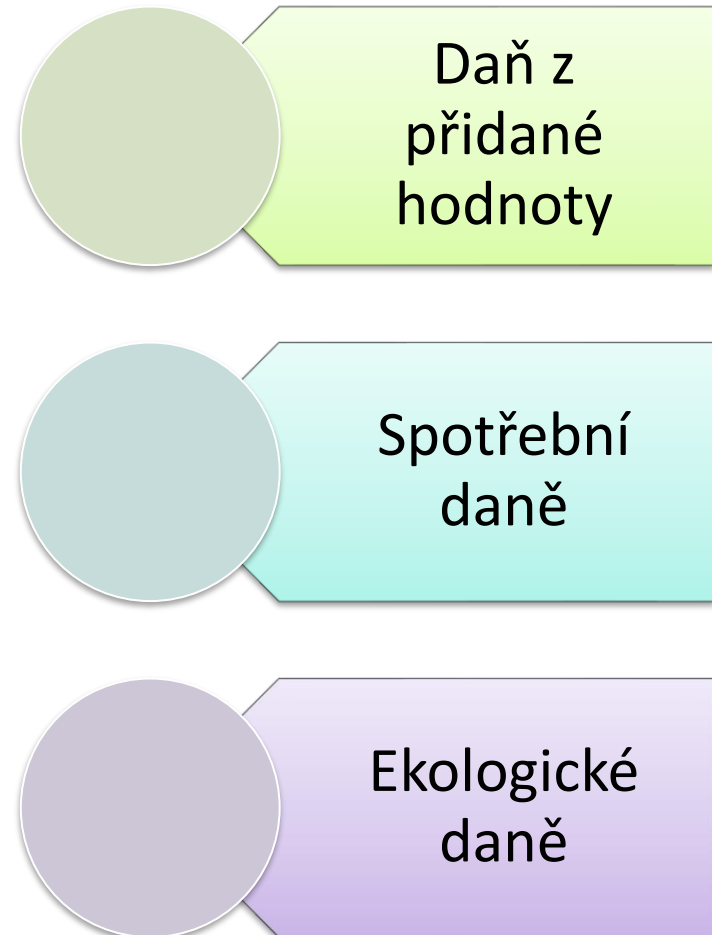 Daň z
přidané
hodnoty
Spotřební
daně
Ekologické
daně